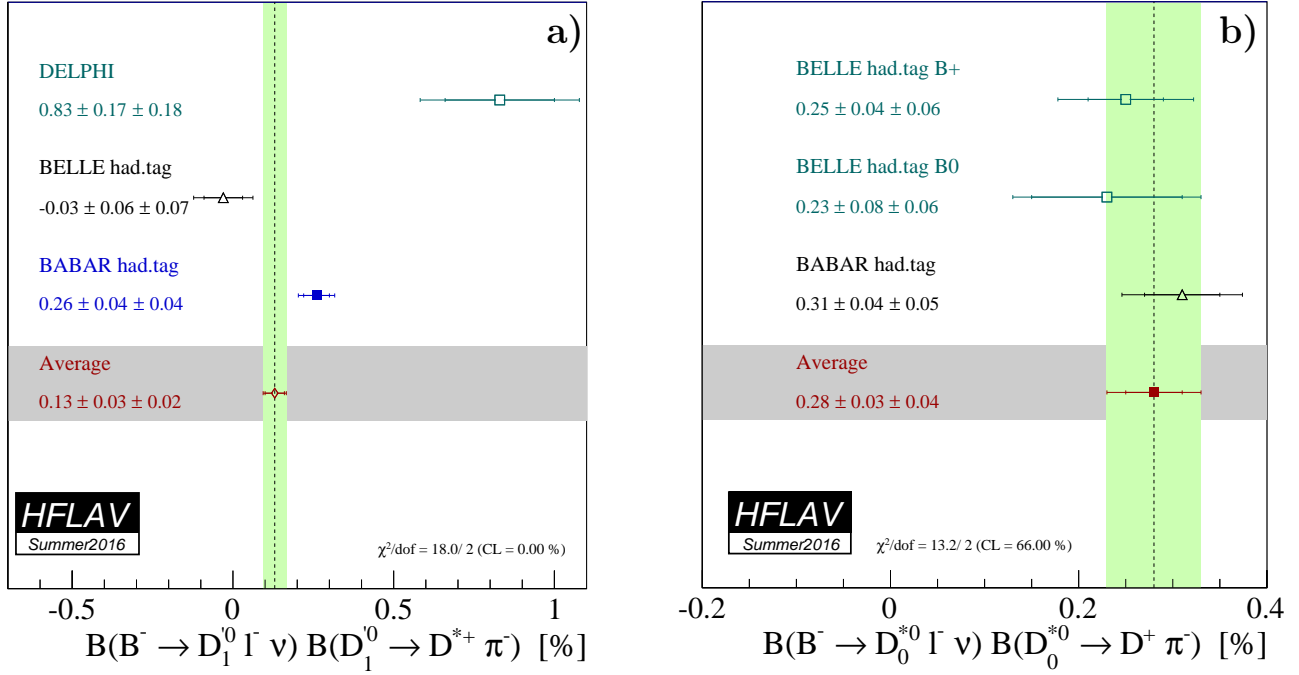 a)
DELPHI
0.83 ± 0.17 ± 0.18
BELLE had.tag
-0.03 ± 0.06 ± 0.07
BABAR had.tag
0.26 ± 0.04 ± 0.04
Average
0.13 ± 0.03 ± 0.02
HFLAV
Summer2016
χ²/dof = 18.0/ 2 (CL = 0.00 %)
-0.5 0 0.5 1
B(B⁻ → D₁'⁰ l⁻ ν) B(D₁'⁰ → D*⁺ π⁻) [%]
b)
BELLE had.tag B+
0.25 ± 0.04 ± 0.06
BELLE had.tag B0
0.23 ± 0.08 ± 0.06
BABAR had.tag
0.31 ± 0.04 ± 0.05
Average
0.28 ± 0.03 ± 0.04
HFLAV
Summer2016
χ²/dof = 13.2/ 2 (CL = 66.00 %)
-0.2 0 0.2 0.4
B(B⁻ → D₀*⁰ l⁻ ν) B(D₀*⁰ → D⁺ π⁻) [%]